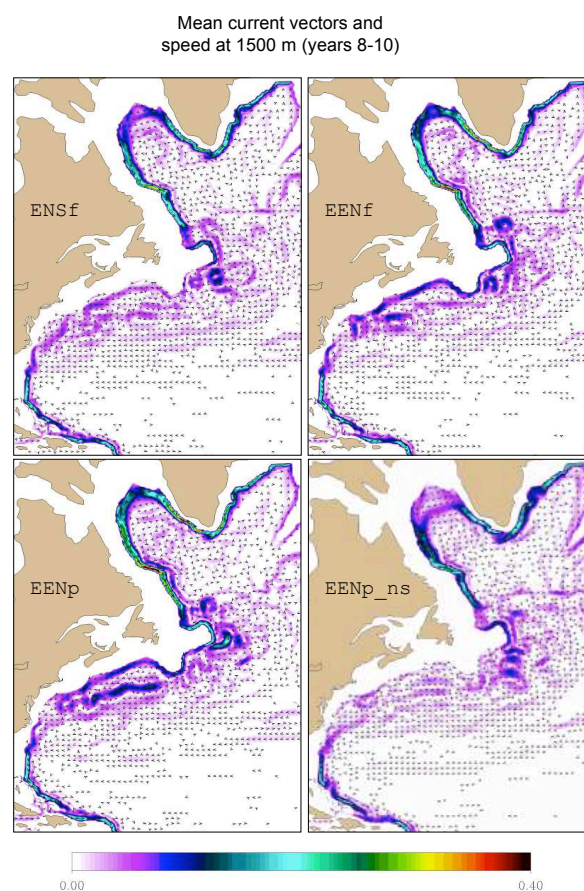 Mean current vectors and
speed at 1500 m (years 8-10)
ENSf
EENf
EENp
EENp_ns
0.00
0.40